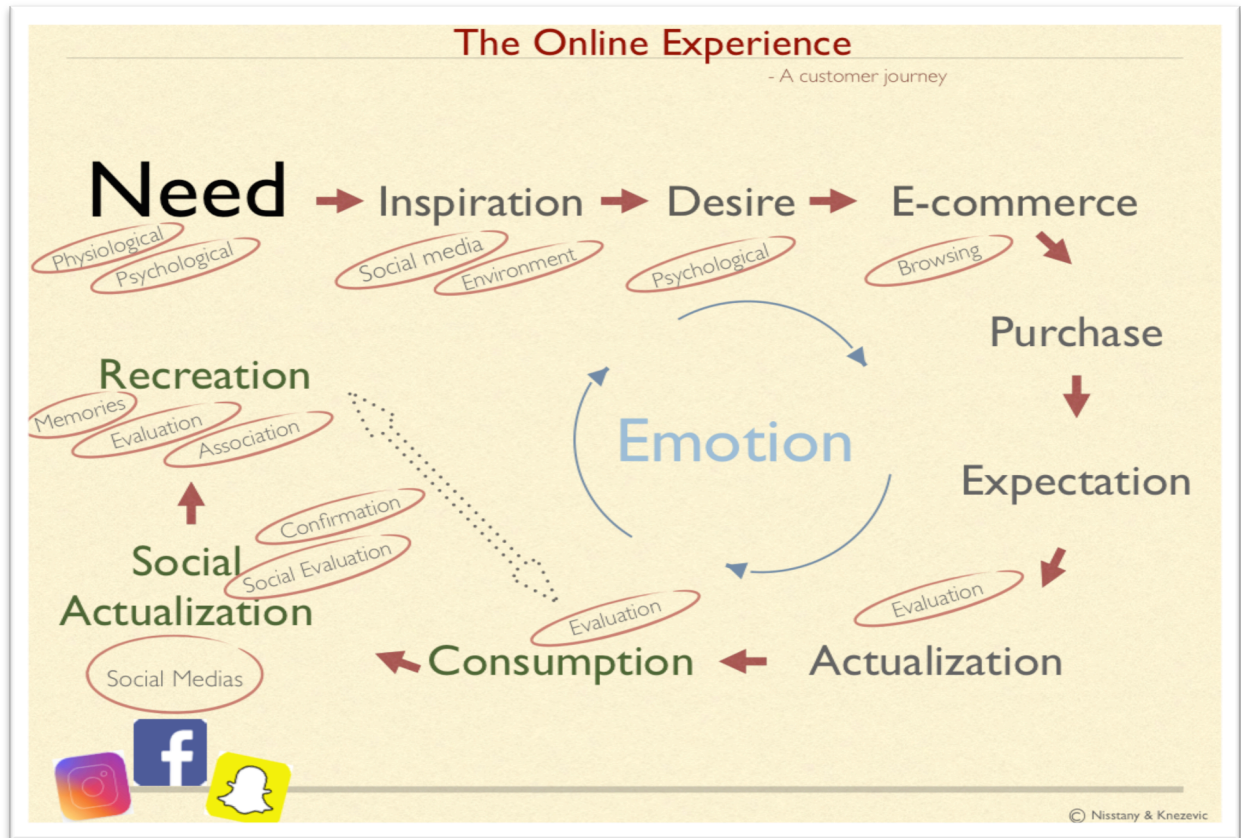 The Online Experience
- A customer journey
Need
Inspiration
Desire
E-commerce
Physiological
Psychological
Social media
Environment
Psychological
Browsing
Purchase
Recreation
Memories
Evaluation
Association
Emotion
Expectation
Confirmation
Social Evaluation
Social
Actualization
Evaluation
Evaluation
Consumption
Actualization
Social Medias
f
© Nisstany & Knezevic